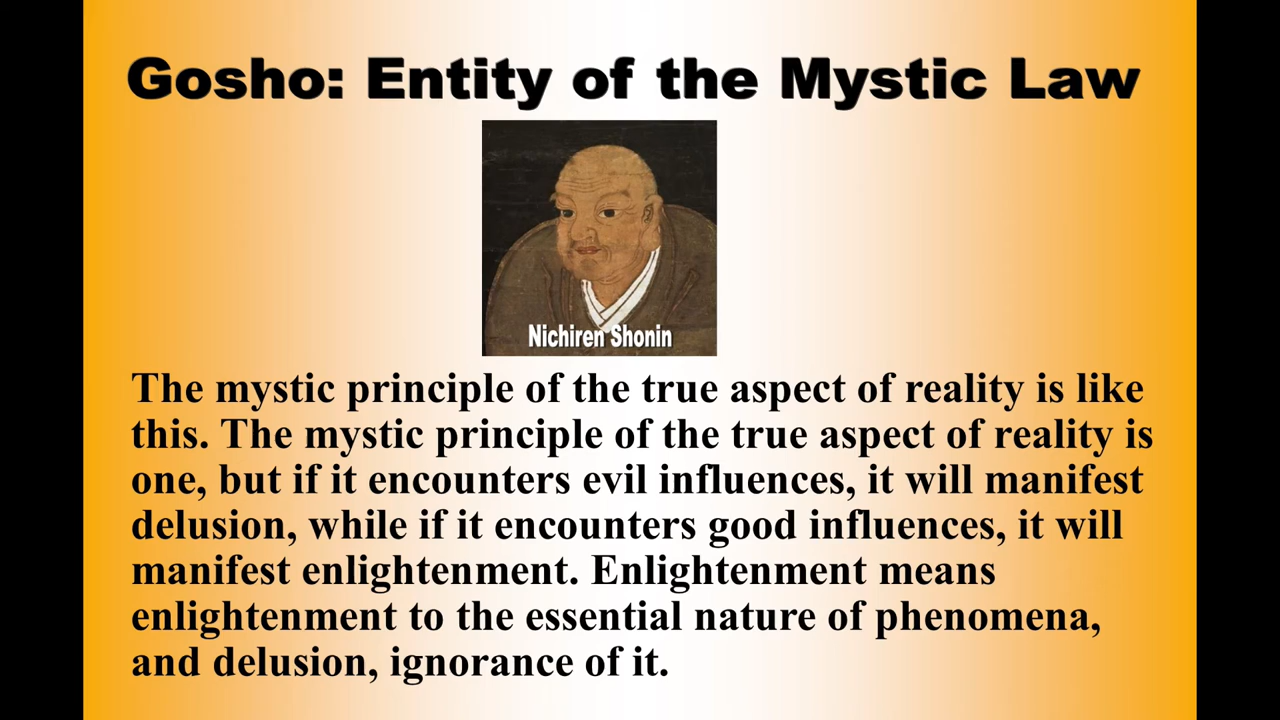 Gosho: Entity of the Mystic Law
Nichiren Shonin
The mystic principle of the true aspect of reality is like
this. The mystic principle of the true aspect of reality is
one, but if it encounters evil influences, it will manifest
delusion, while if it encounters good influences, it will
manifest enlightenment. Enlightenment means
enlightenment to the essential nature of phenomena,
and delusion, ignorance of it.